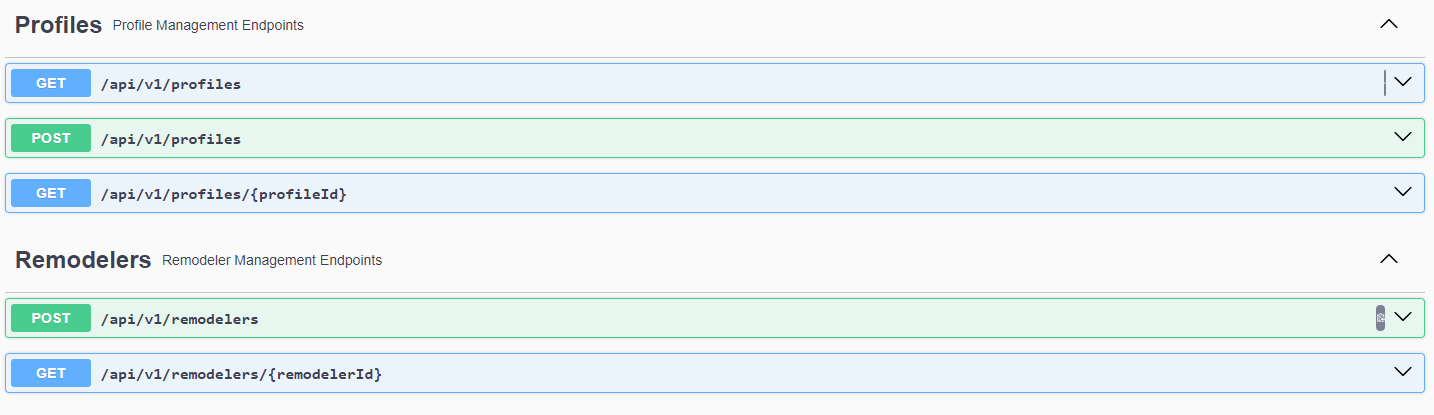 Profiles Profile Management Endpoints
GET /api/v1/profiles
POST /api/v1/profiles
GET /api/v1/profiles/{profileId}
Remodelers Remodeler Management Endpoints
POST /api/v1/remodelers
GET /api/v1/remodelers/{remodelerId}